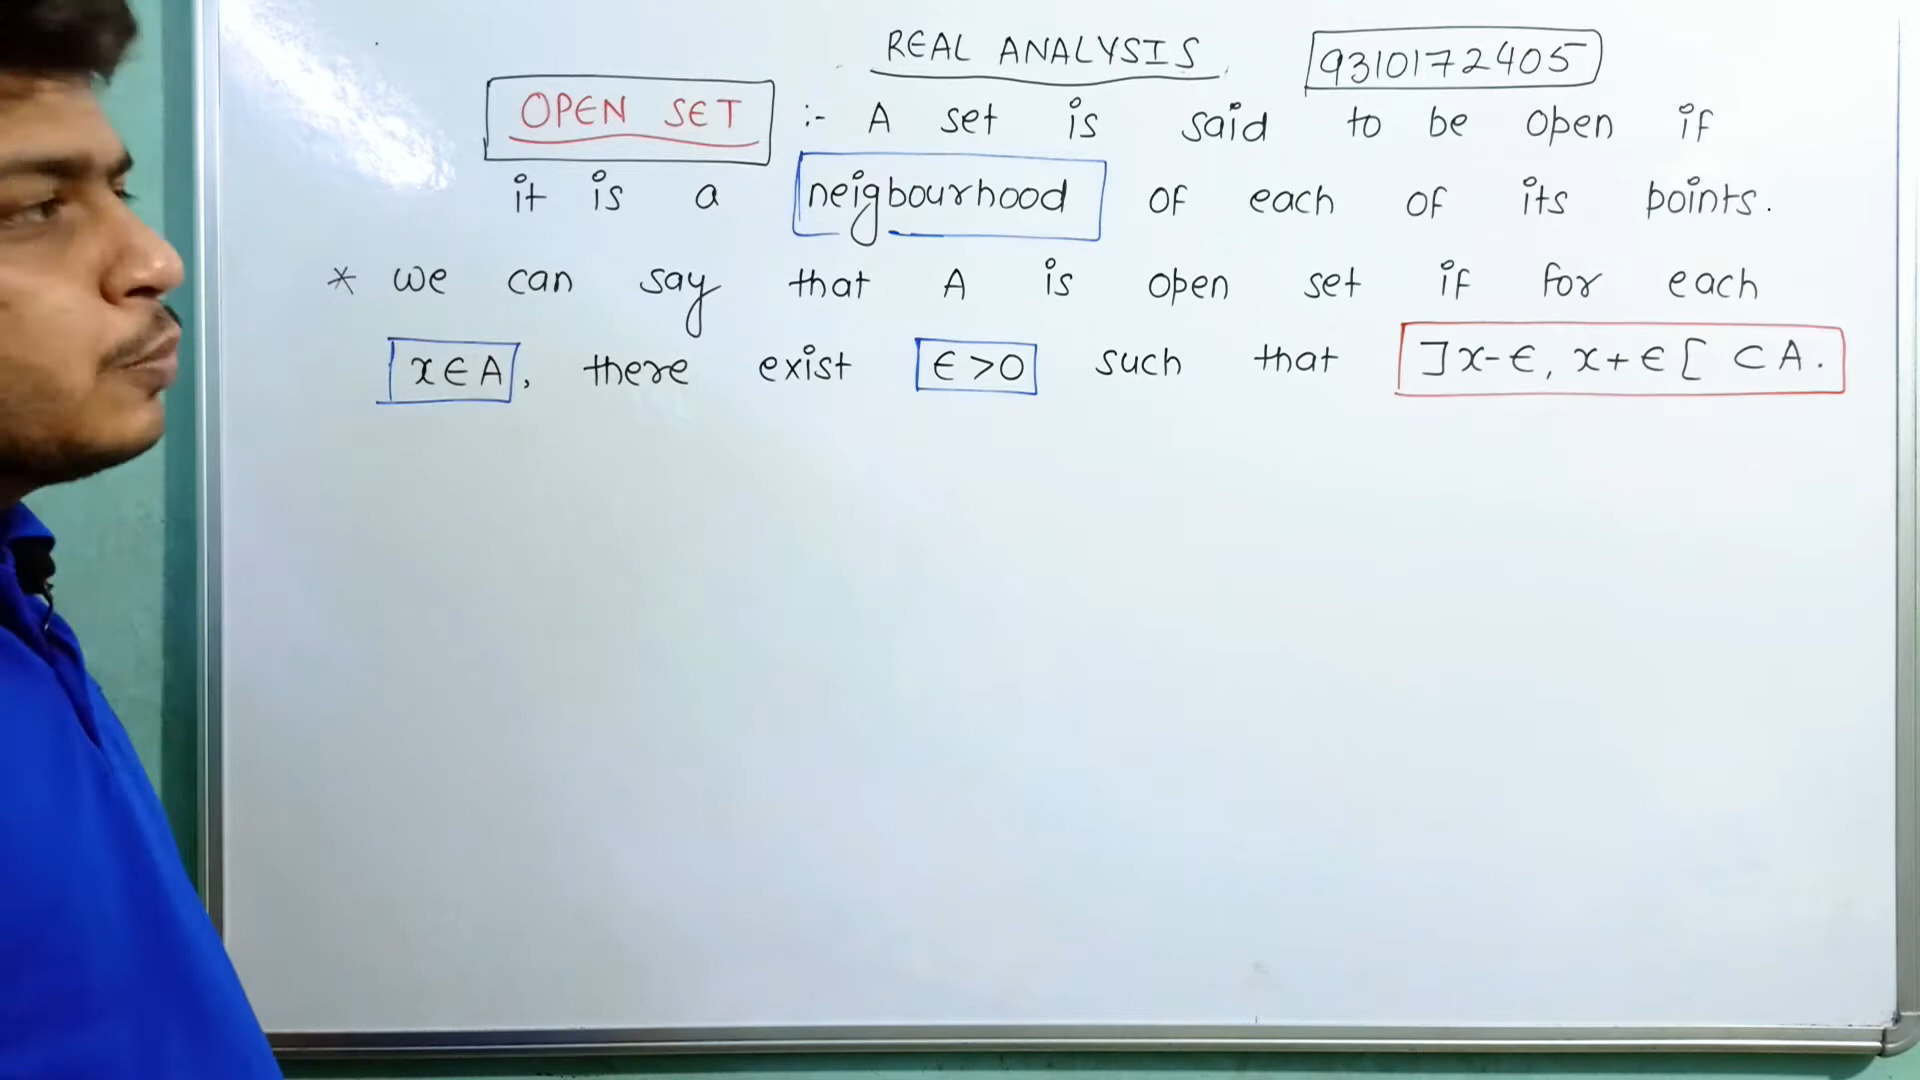 REAL ANALYSIS 9310172405
OPEN SET :- A set is said to be open if
it is a neigbourhood of each of its points.
* we can say that A is open set if for each
x∈A, there exist ∈>0 such that ]x-∈, x+∈[ ⊂A.